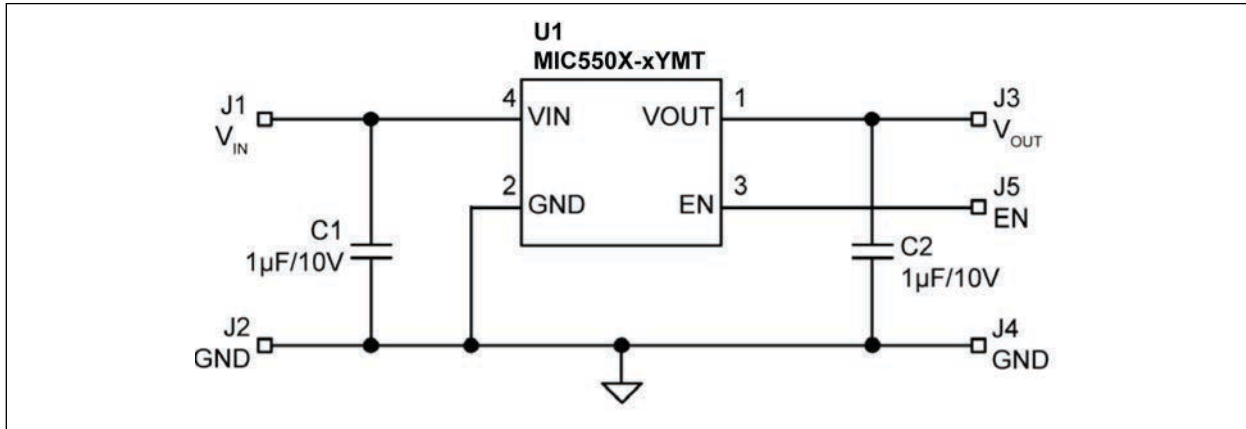 U1
MIC550X-xYMT
J1
VIN
4
VIN
VOUT
1
J3
VOUT
2
GND
EN
3
J5
EN
C1
1µF/10V
C2
1µF/10V
J2
GND
J4
GND